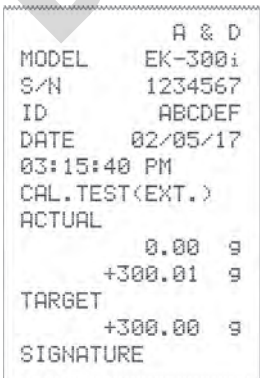 A & D
MODEL EK-300i
S/N 1234567
ID ABCDEF
DATE 02/05/17
03:15:40 PM
CAL.TEST(EXT.)
ACTUAL
0.00 g
+300.01 g
TARGET
+300.00 g
SIGNATURE